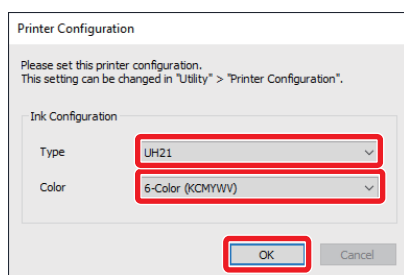 Printer Configuration
Please set this printer configuration.
This setting can be changed in "Utility" > "Printer Configuration".
Ink Configuration
Type UH21
Color 6-Color (KCMYWV)
OK Cancel